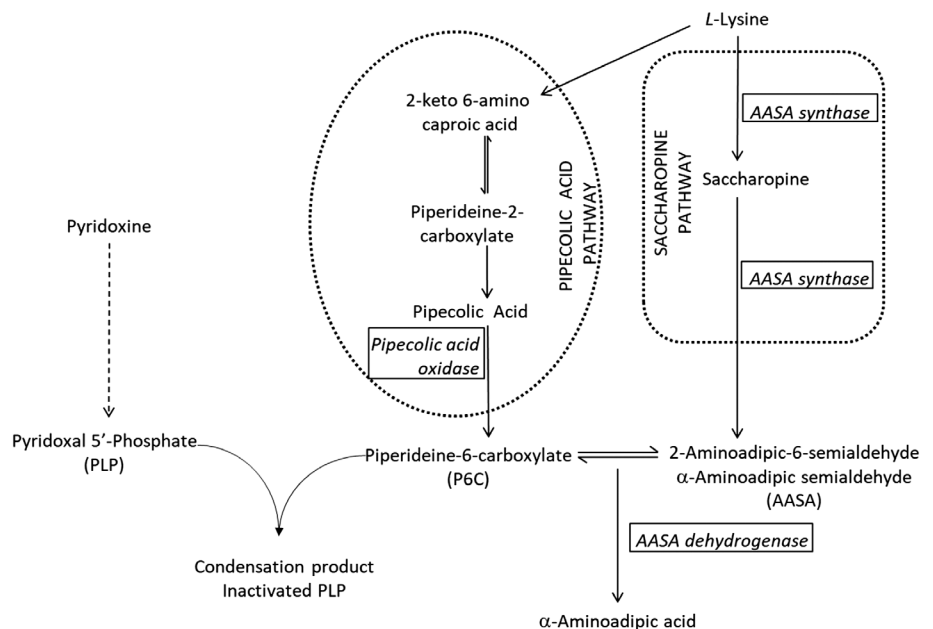 L-Lysine
2-keto 6-amino
caproic acid
AASA synthase
PIPECOLIC ACID
PATHWAY
SACCHAROPINE
PATHWAY
Saccharopine
Piperideine-2-
carboxylate
Pyridoxine
AASA synthase
Pipecolic Acid
Pipecolic acid
oxidase
Pyridoxal 5′-Phosphate
(PLP)
Piperideine-6-carboxylate
(P6C)
2-Aminoadipic-6-semialdehyde
α-Aminoadipic semialdehyde
(AASA)
AASA dehydrogenase
Condensation product
Inactivated PLP
α-Aminoadipic acid